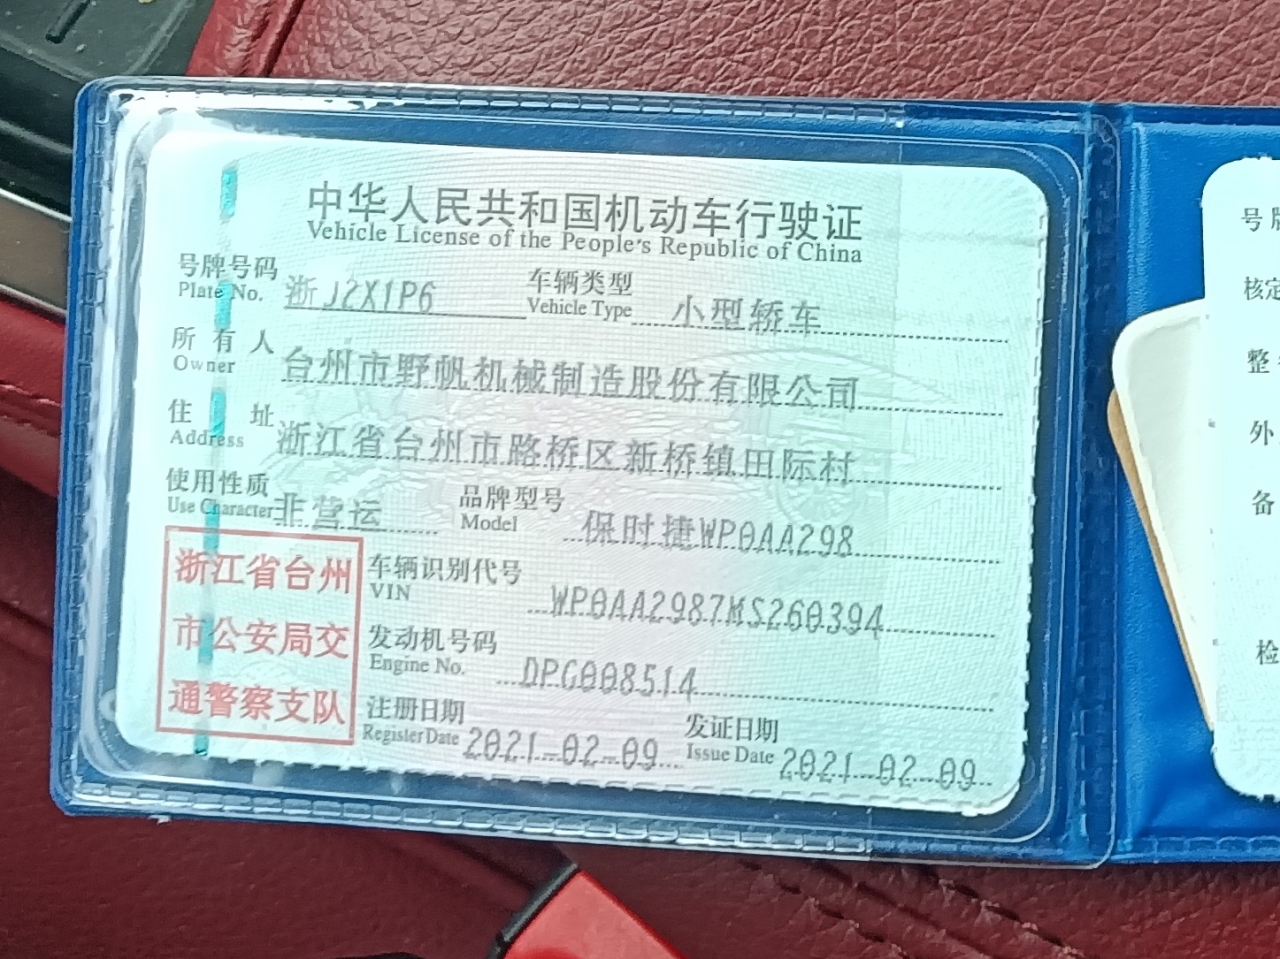 中华人民共和国机动车行驶证
Vehicle License of the People's Republic of China
号牌号码 浙J2X1P6 车辆类型 小型轿车
Plate No. Vehicle Type
所有人 台州市野帆机械制造股份有限公司
Owner
住址 浙江省台州市路桥区新桥镇田际村
Address
使用性质 非营运 品牌型号 保时捷WP0AA298
Use Character Model
浙江省台州
市公安局交
通警察支队
车辆识别代号 WP0AA2987MS260394
VIN
发动机号码 DPG008514
Engine No.
注册日期 2021-02-09 发证日期 2021-02-09
Register Date Issue Date
号牌
核定
整
外
备
检